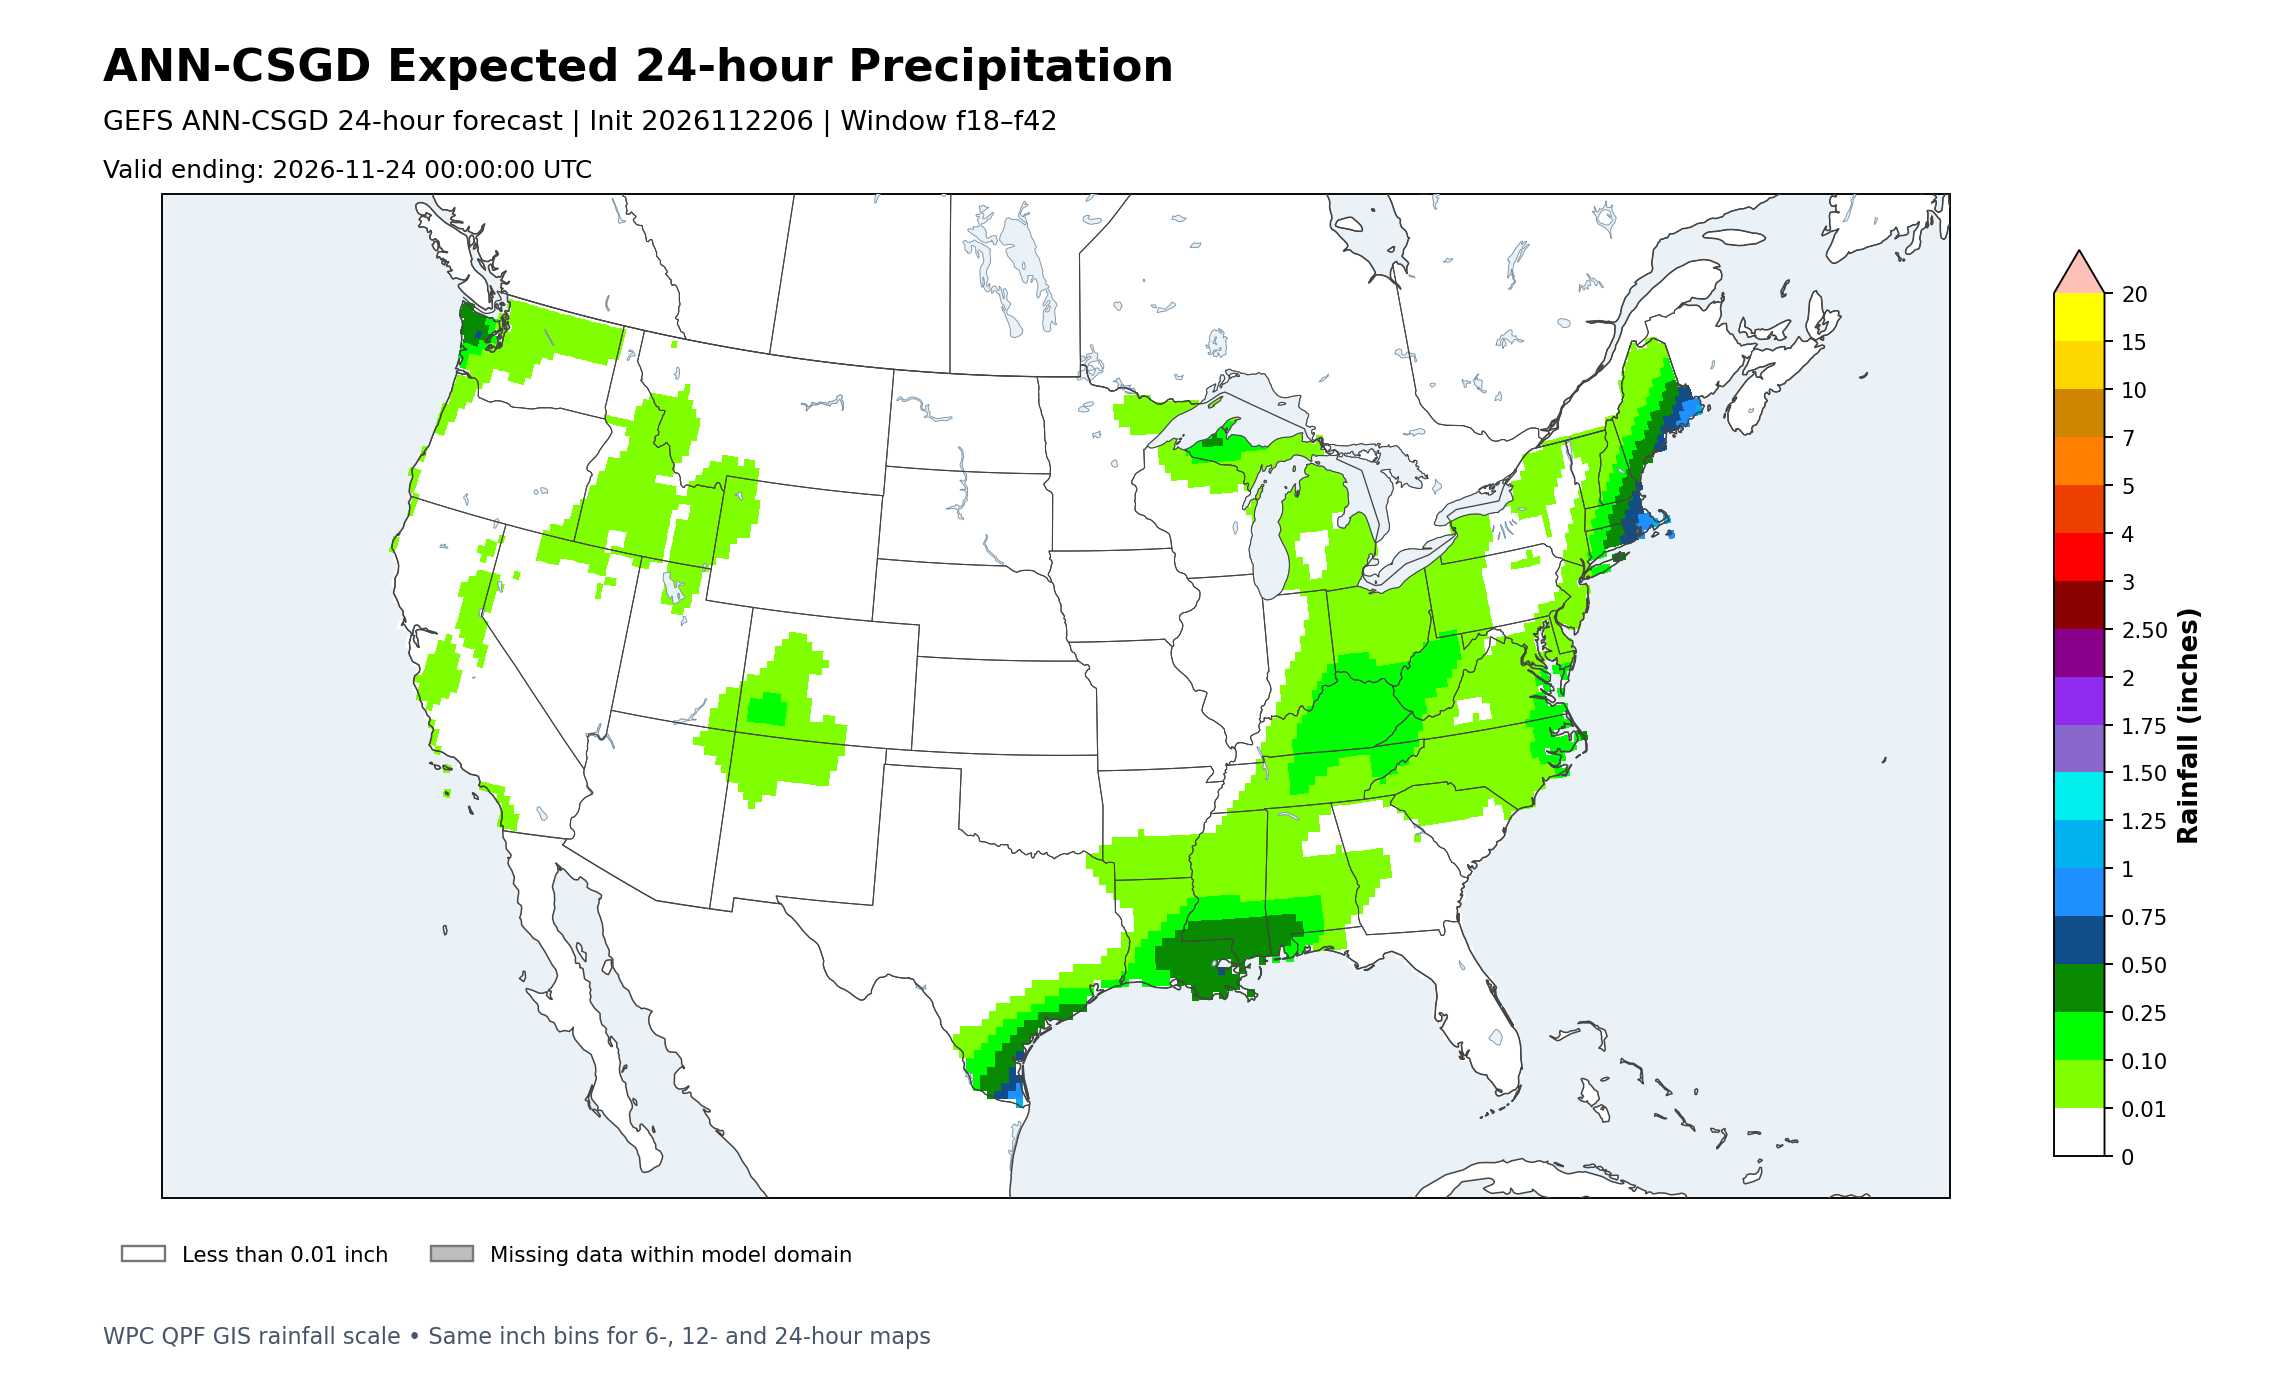 ANN-CSGD Expected 24-hour Precipitation
GEFS ANN-CSGD 24-hour forecast | Init 2026112206 | Window f18–f42
Valid ending: 2026-11-24 00:00:00 UTC
20
15
10
7
5
4
3
2.50
2
1.75
1.50
1.25
1
0.75
0.50
0.25
0.10
0.01
0
Rainfall (inches)
Less than 0.01 inch
Missing data within model domain
WPC QPF GIS rainfall scale • Same inch bins for 6-, 12- and 24-hour maps